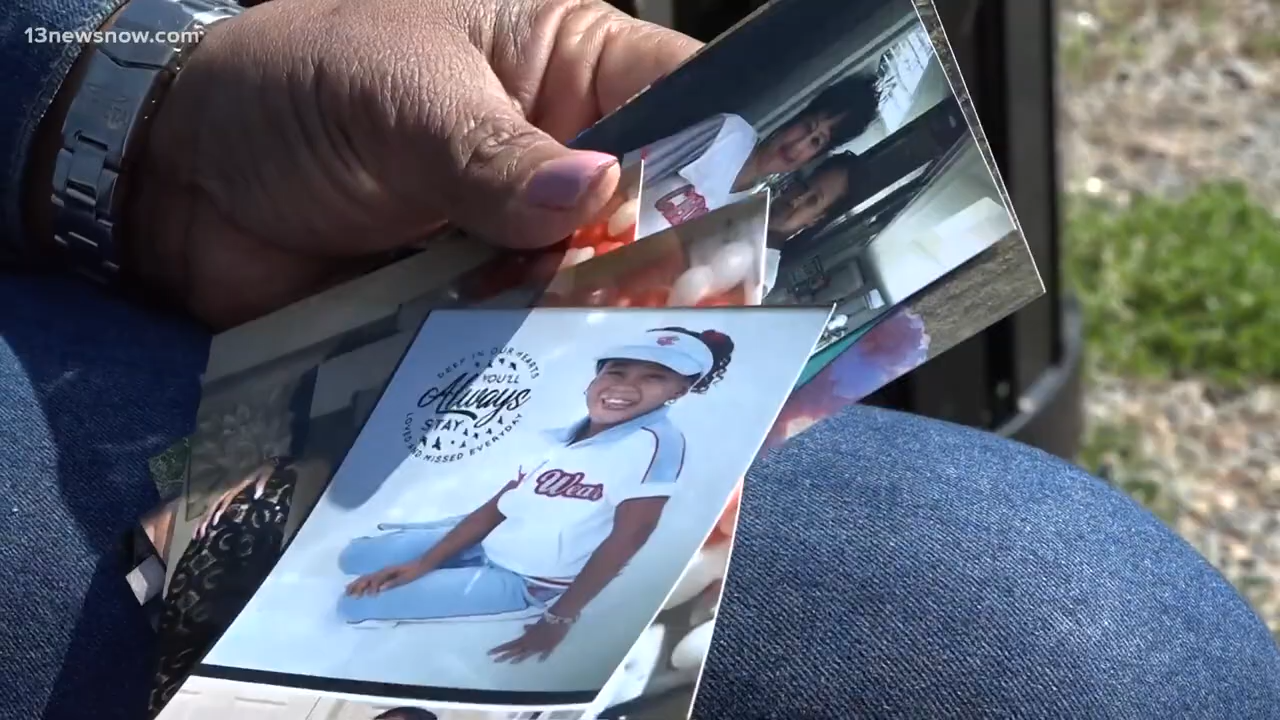 13newsnow.com
DEEP IN OUR HEARTS
YOU'LL
Always
STAY
LOVED AND MISSED EVERYDAY
Wear